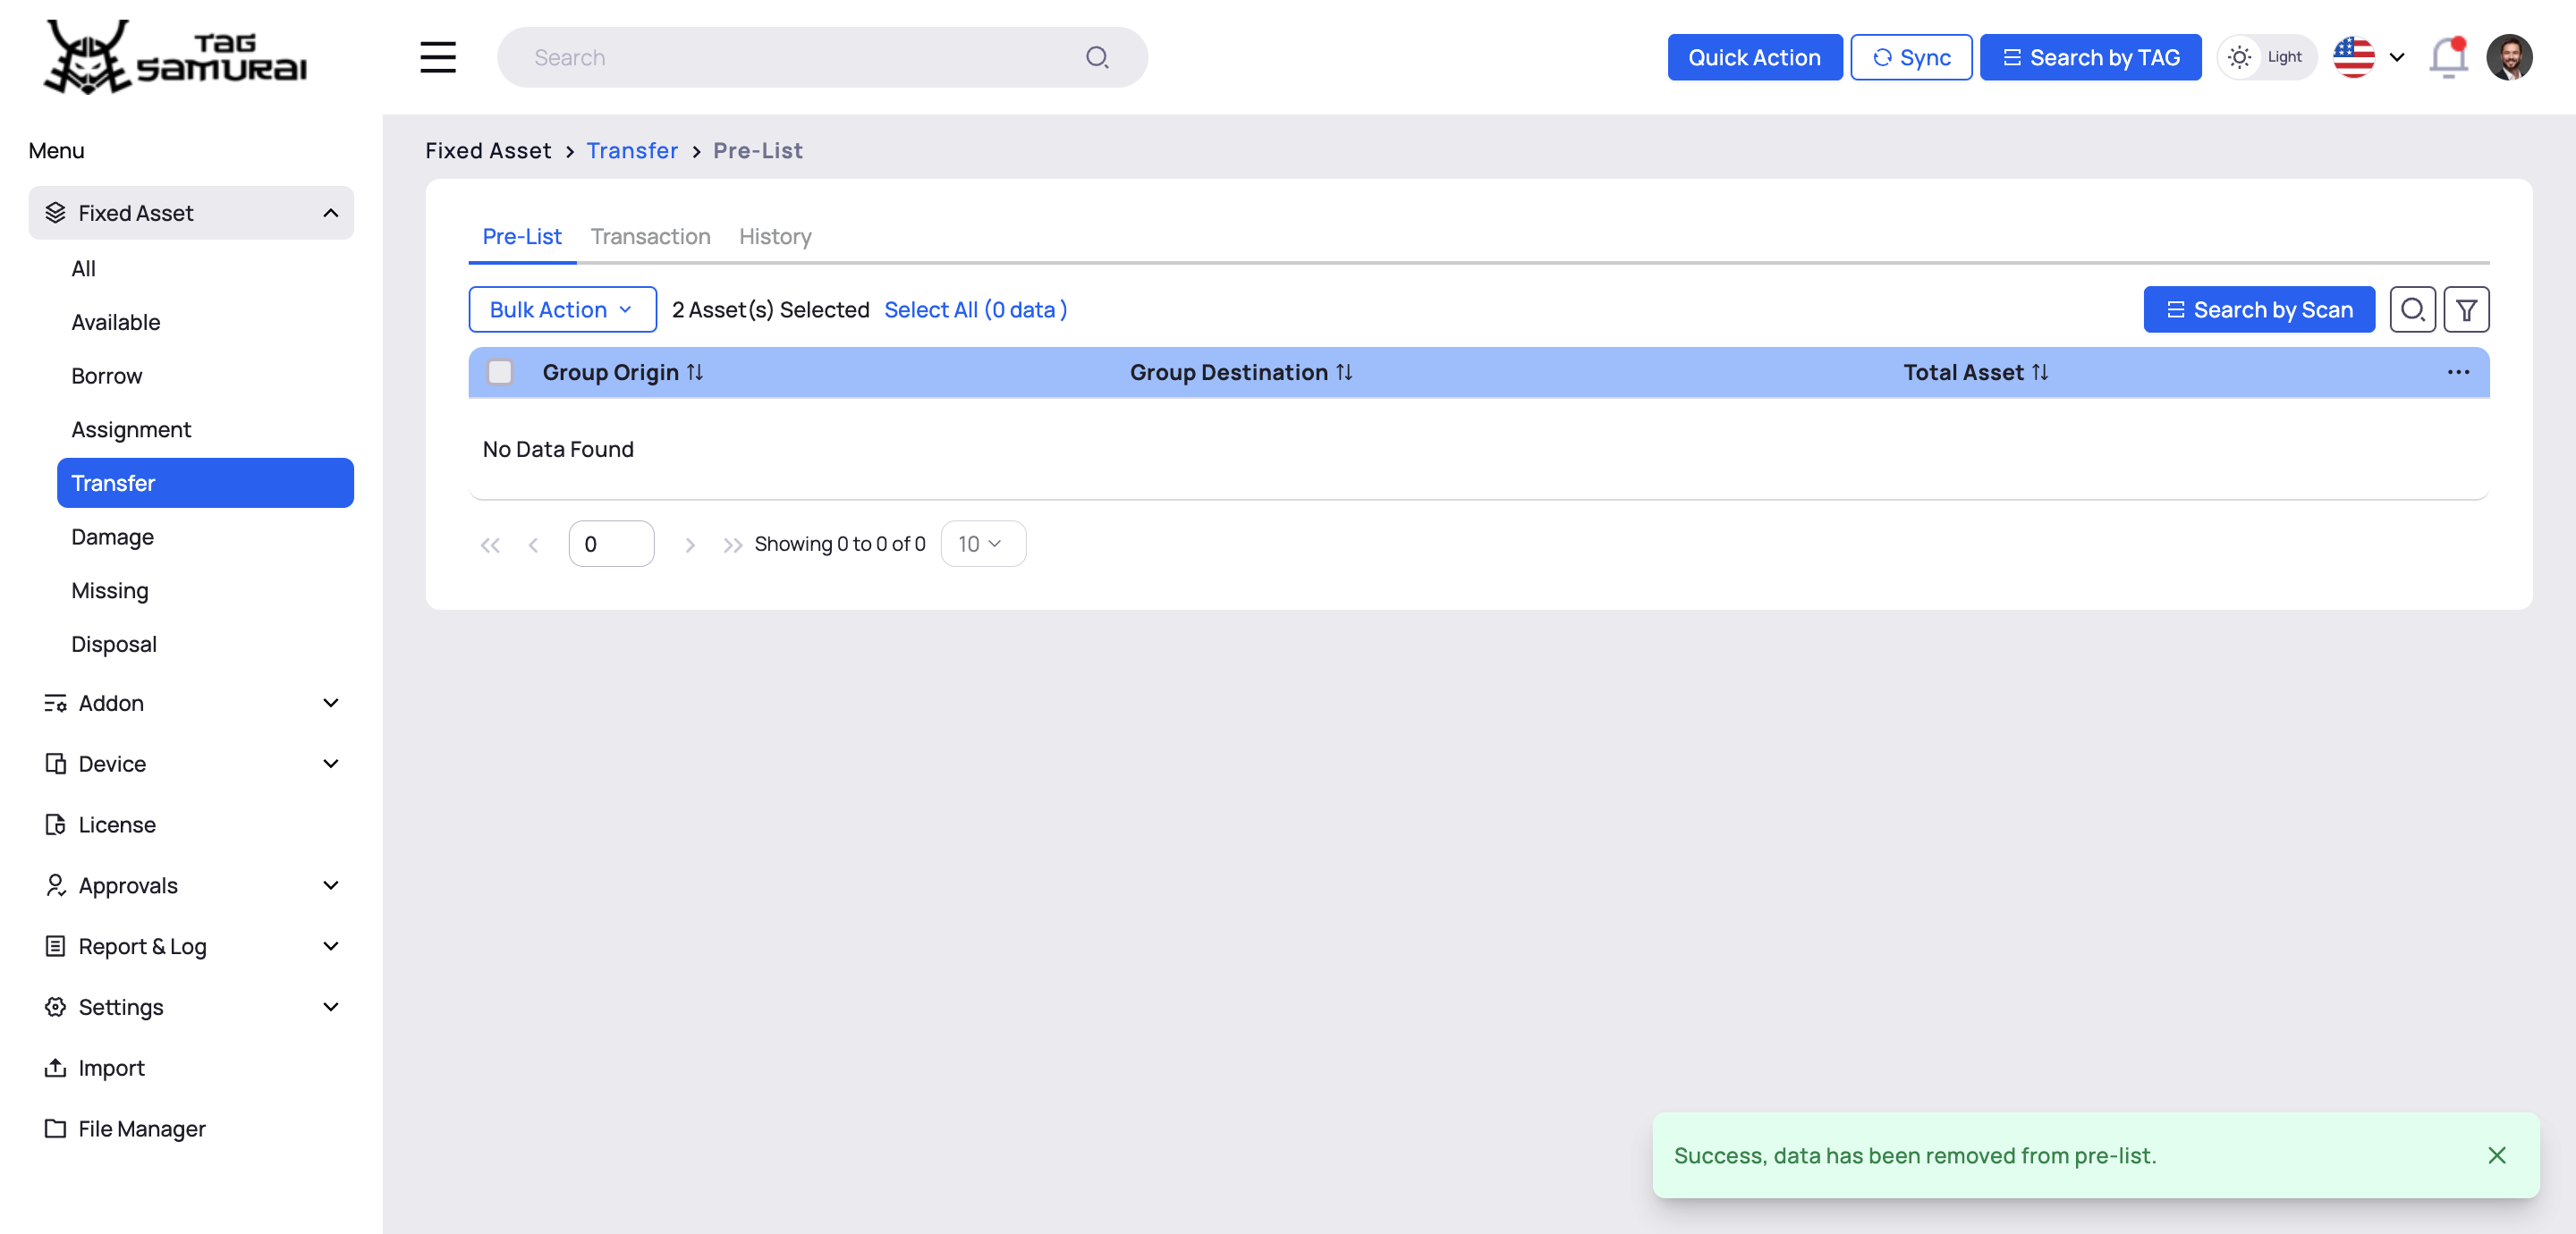 TAG
SAMURAI
Search
Quick Action
Sync
Search by TAG
Light
Menu
Fixed Asset
All
Available
Borrow
Assignment
Transfer
Damage
Missing
Disposal
Addon
Device
License
Approvals
Report & Log
Settings
Import
File Manager
Fixed Asset > Transfer > Pre-List
Pre-List Transaction History
Bulk Action 2 Asset(s) Selected Select All (0 data ) Search by Scan
Group Origin Group Destination Total Asset ...
No Data Found
0 Showing 0 to 0 of 0 10
Success, data has been removed from pre-list.